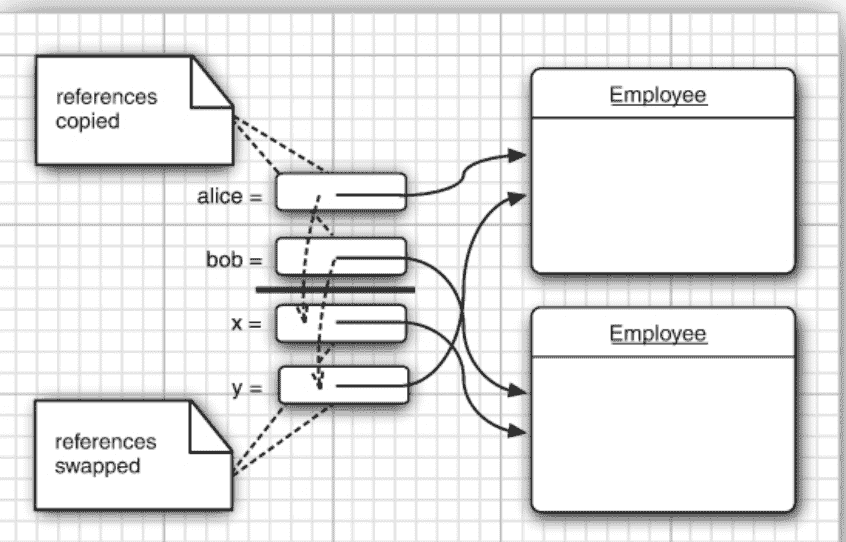 references
copied
Employee
alice =
bob =
x =
Employee
y =
references
swapped